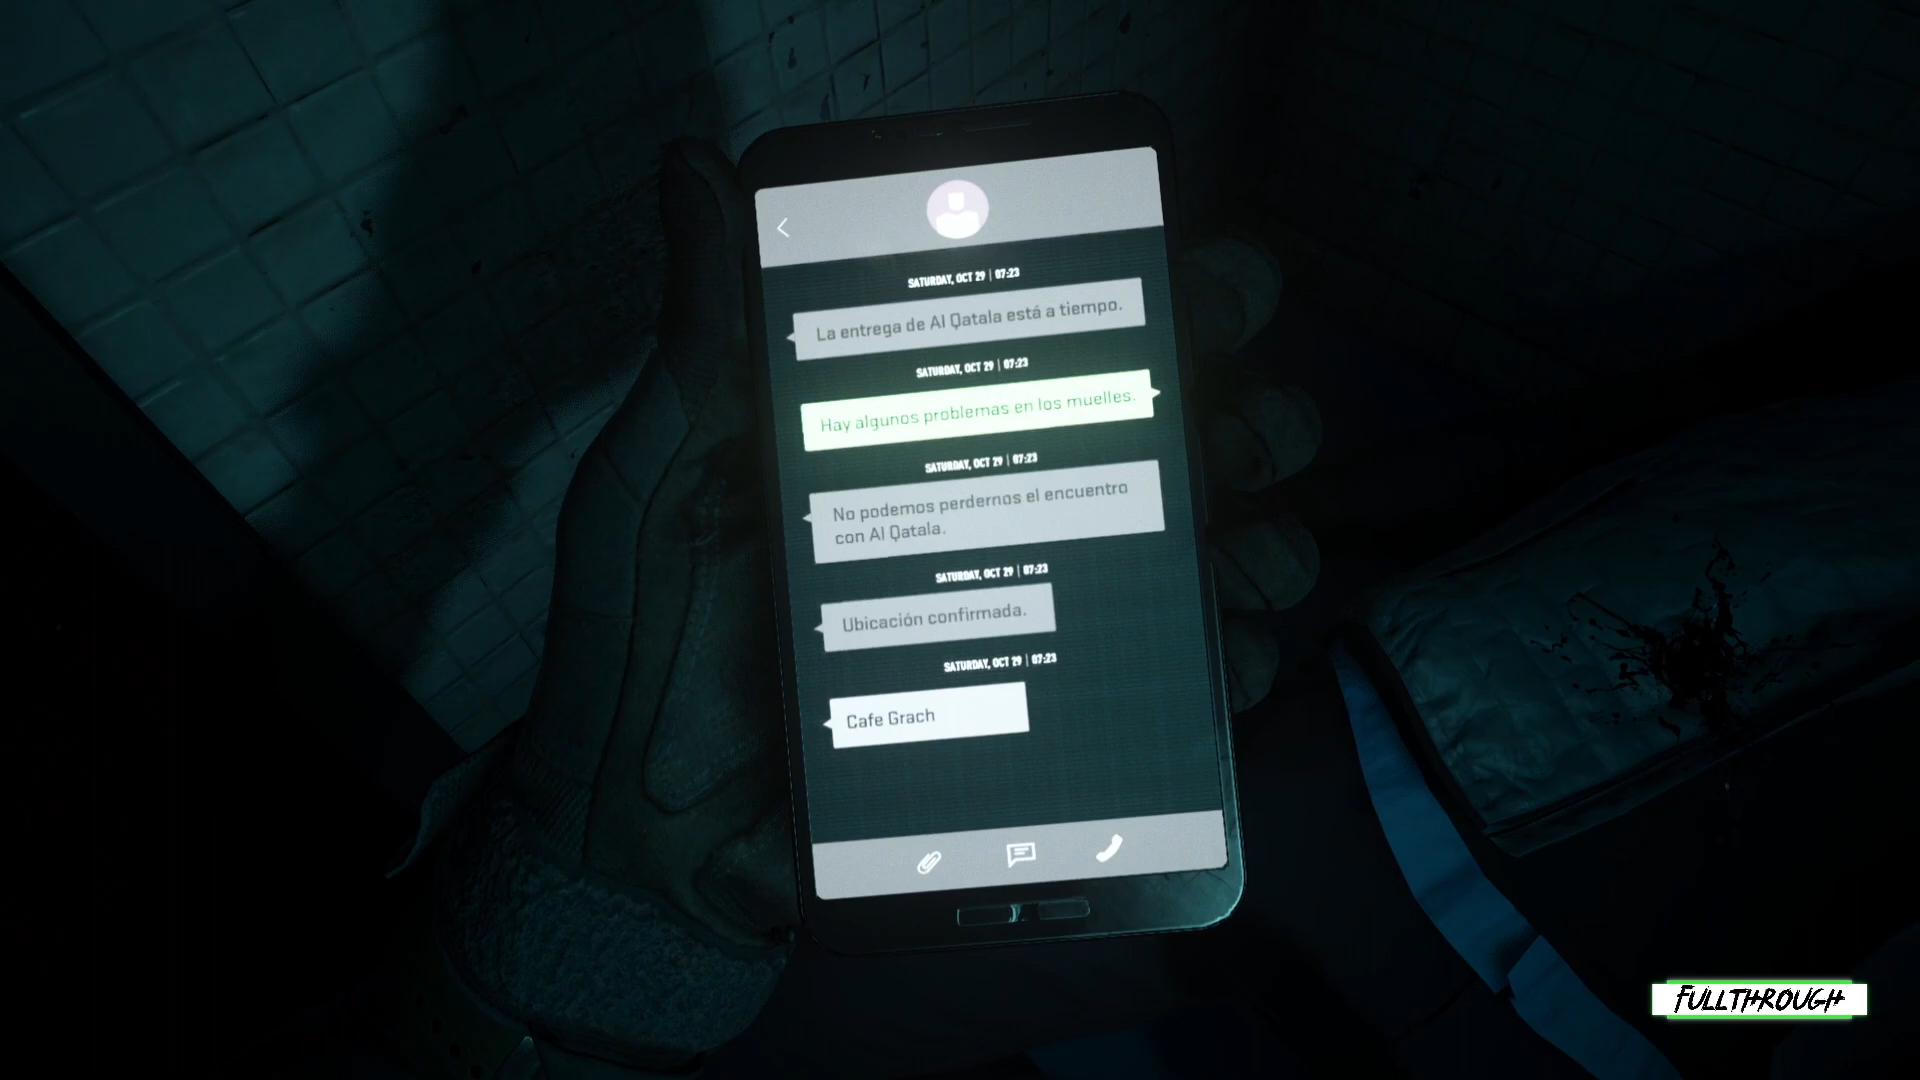 SATURDAY, OCT 29 | 07:23
La entrega de Al Qatala está a tiempo.
SATURDAY, OCT 29 | 07:23
Hay algunos problemas en los muelles.
SATURDAY, OCT 29 | 07:23
No podemos perdernos el encuentro
con Al Qatala.
SATURDAY, OCT 29 | 07:23
Ubicación confirmada.
SATURDAY, OCT 29 | 07:23
Cafe Grach
FULLTHROUGH